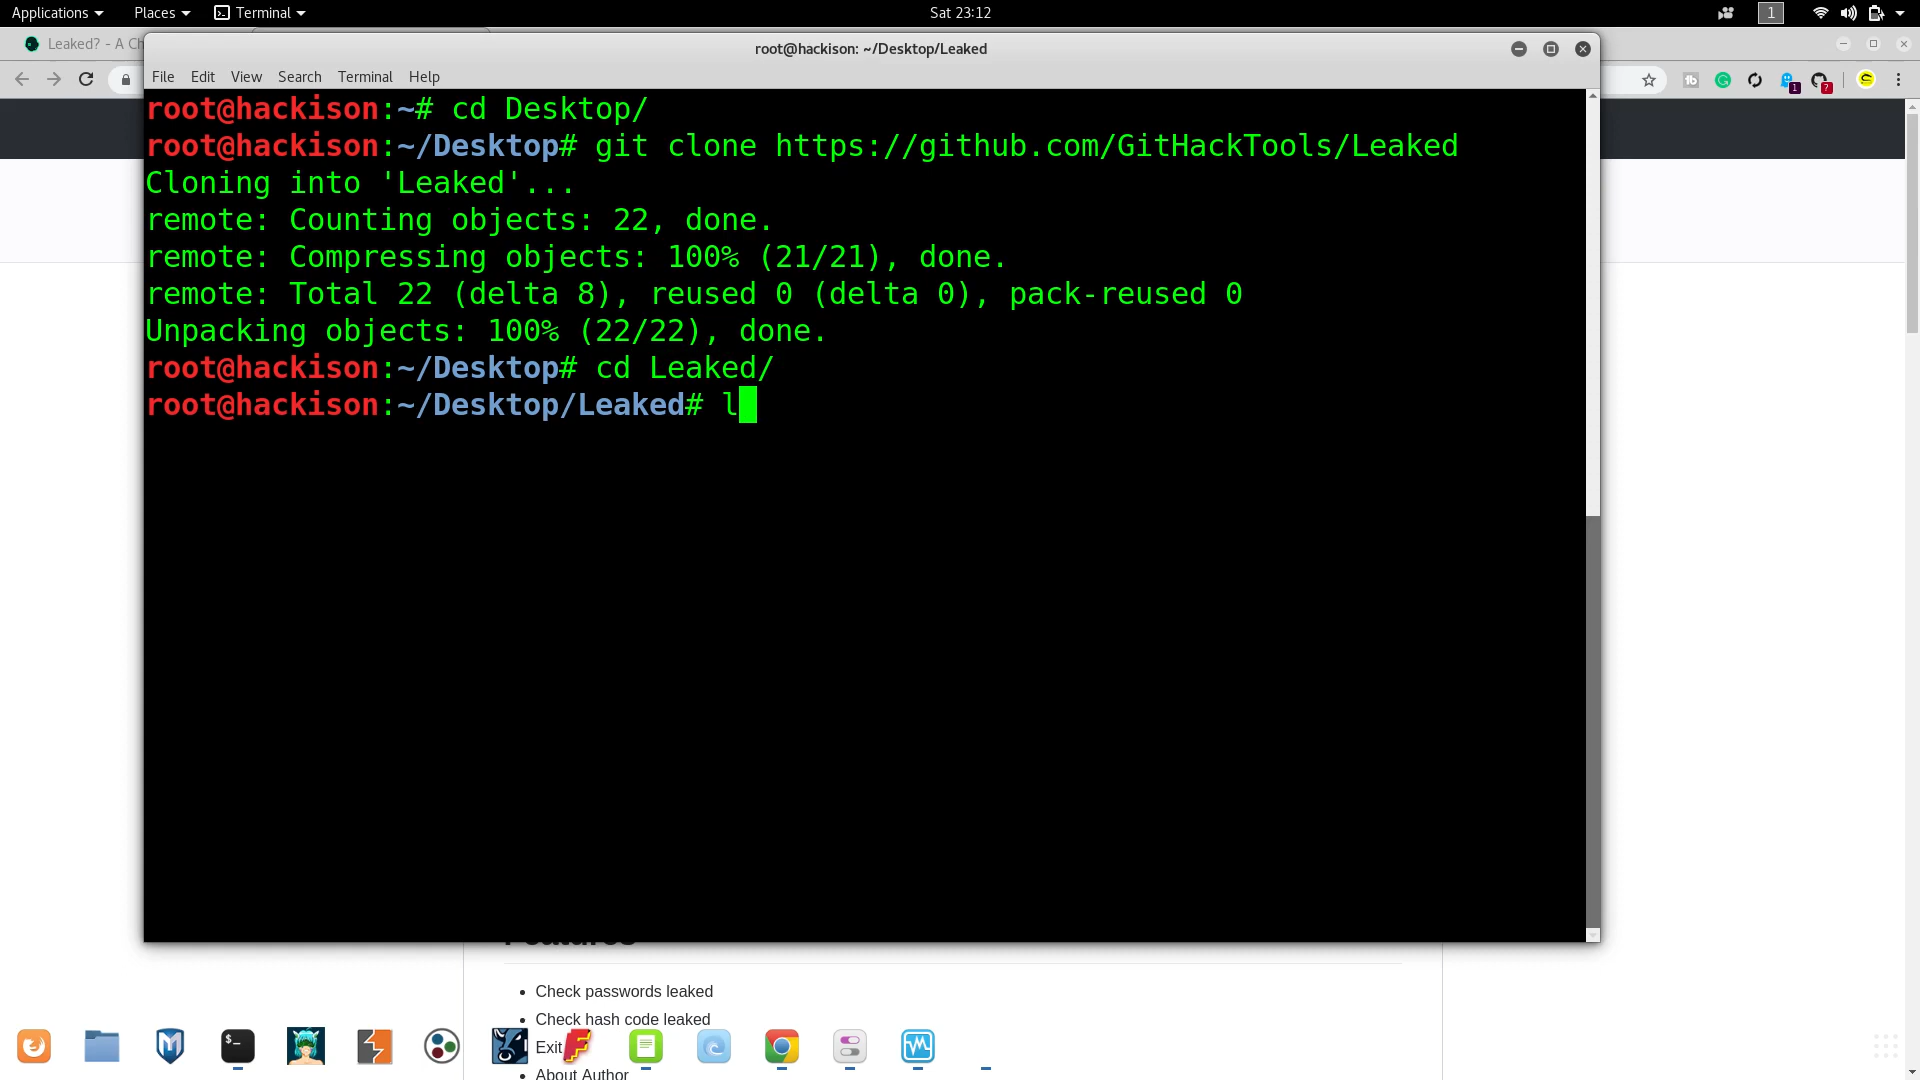 Applications Places Terminal Sat 23:12 1
Leaked? - A Ch
root@hackison: ~/Desktop/Leaked
File Edit View Search Terminal Help
1 ?
root@hackison:~# cd Desktop/
root@hackison:~/Desktop# git clone https://github.com/GitHackTools/Leaked
Cloning into 'Leaked'...
remote: Counting objects: 22, done.
remote: Compressing objects: 100% (21/21), done.
remote: Total 22 (delta 8), reused 0 (delta 0), pack-reused 0
Unpacking objects: 100% (22/22), done.
root@hackison:~/Desktop# cd Leaked/
root@hackison:~/Desktop/Leaked# l
Features
• Check passwords leaked
• Check hash code leaked
Exit
• About Author